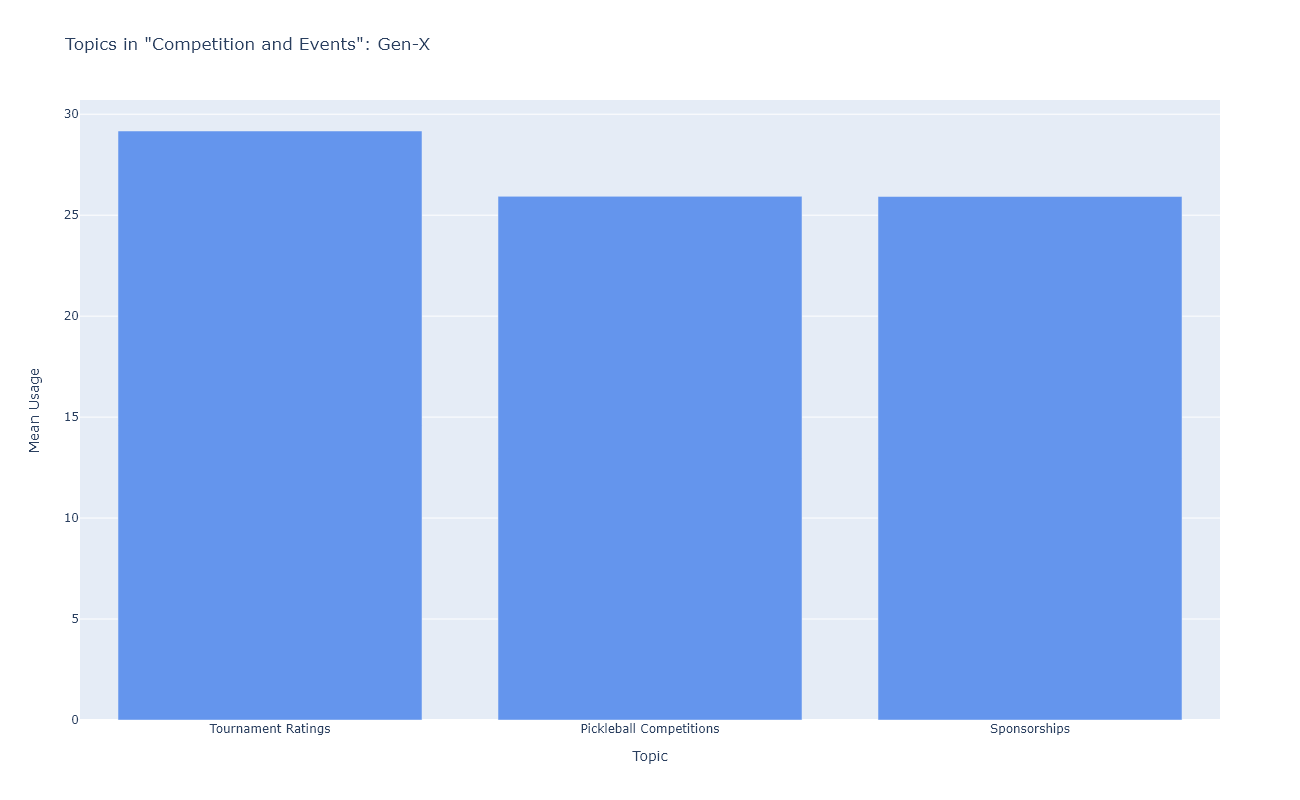 Topics in "Competition and Events": Gen-X
30
25
20
15
10
5
0
Mean Usage
Tournament Ratings
Pickleball Competitions
Sponsorships
Topic